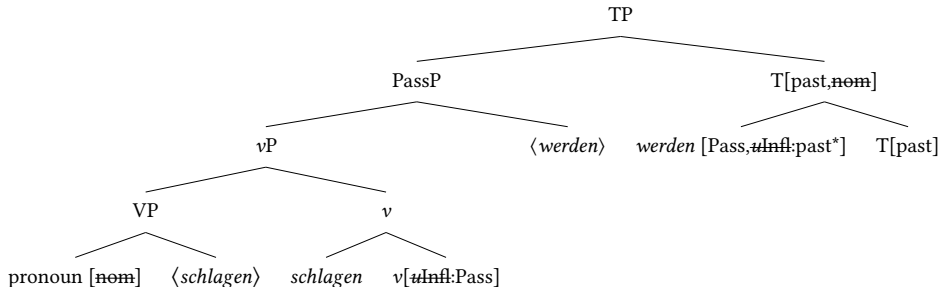 TP
PassP T[past,nom]
vP ⟨werden⟩ werden [Pass,uInfl:past*] T[past]
VP v
pronoun [nom] ⟨schlagen⟩ schlagen v[uInfl:Pass]